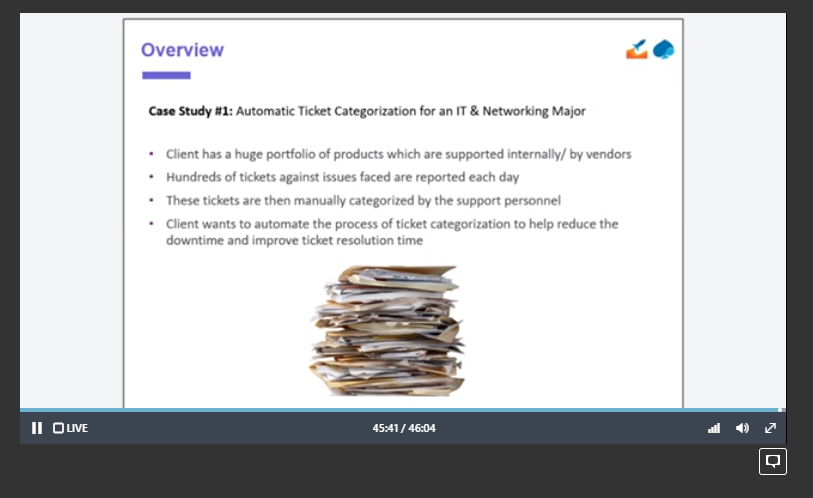 Overview
Case Study #1: Automatic Ticket Categorization for an IT & Networking Major
• Client has a huge portfolio of products which are supported internally/ by vendors
• Hundreds of tickets against issues faced are reported each day
• These tickets are then manually categorized by the support personnel
• Client wants to automate the process of ticket categorization to help reduce the
downtime and improve ticket resolution time
LIVE
45:41 / 46:04